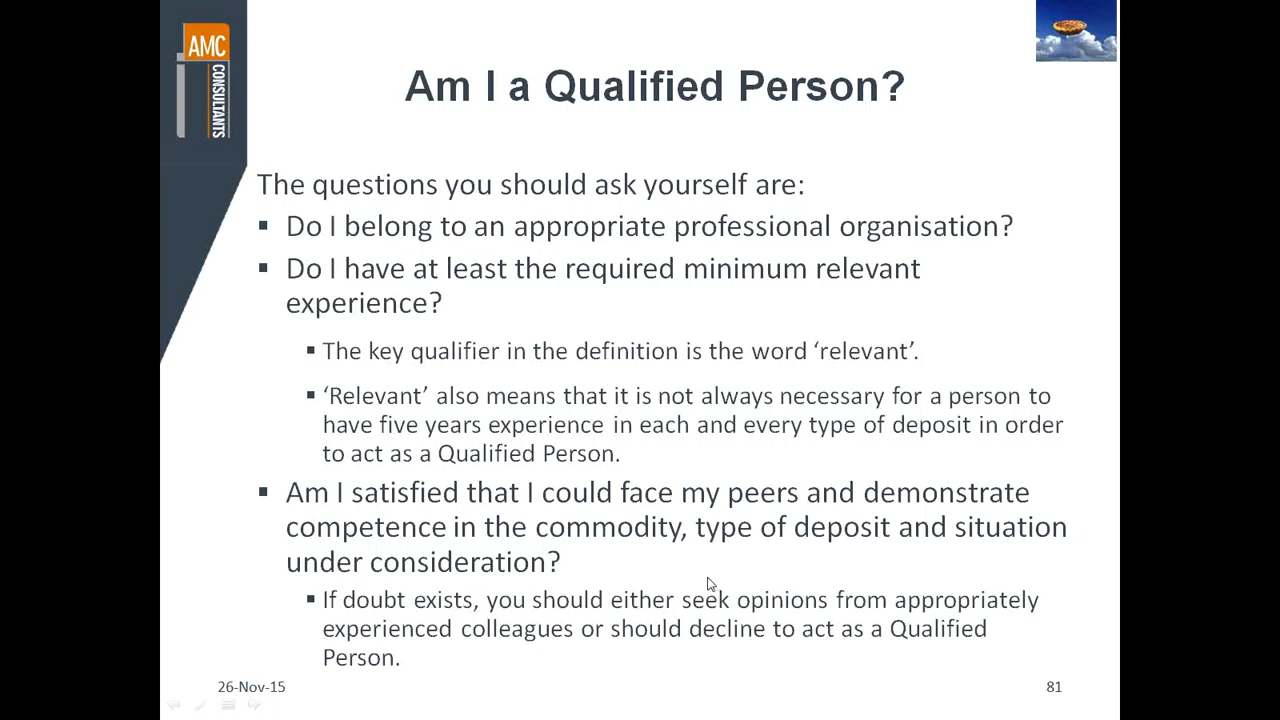 AMC
CONSULTANTS
Am I a Qualified Person?
The questions you should ask yourself are:
▪ Do I belong to an appropriate professional organisation?
▪ Do I have at least the required minimum relevant
experience?
▪ The key qualifier in the definition is the word ‘relevant’.
▪ ‘Relevant’ also means that it is not always necessary for a person to
have five years experience in each and every type of deposit in order
to act as a Qualified Person.
▪ Am I satisfied that I could face my peers and demonstrate
competence in the commodity, type of deposit and situation
under consideration?
▪ If doubt exists, you should either seek opinions from appropriately
experienced colleagues or should decline to act as a Qualified
Person.
26-Nov-15
81